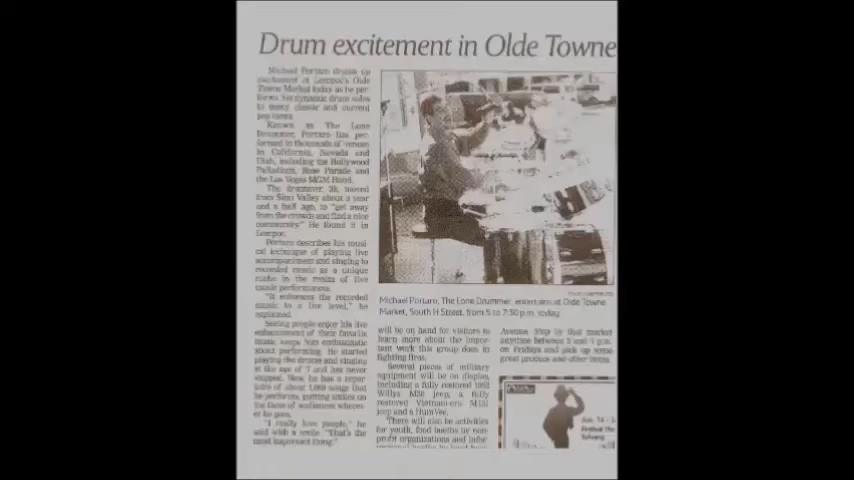 Drum excitement in Olde Towne
Michael Portaro drums up
excitement at Lompoc's Olde
Towne Market today as he per-
forms his dynamic drum solos
to many classic and current
pop tunes.
Known as The Lone
Drummer, Portaro has per-
formed in thousands of venues
in California, Nevada and
Utah, including the Hollywood
Palladium, Rose Parade and
the Las Vegas MGM Hotel.
The drummer, moved
from Simi Valley about a year
and a half ago, to "get away
from the crowds and find a nice
community." He found it in
Lompoc.
Portaro describes his musi-
cal technique of playing live
accompaniment and singing to
recorded music as a unique
niche in the realm of live
music performances.
"It enhances the recorded
music to a live level," he
explained.
Seeing people enjoy his live
enhancement of their favorite
music keeps him enthusiastic
about performing. He started
playing the drums and singing
at the age of 7 and has never
stopped. Now, he has a reper-
toire of about 1,000 songs that
he performs, putting smiles on
the faces of audiences wherev-
er he goes.
"I really love people," he
said with a smile. "That's the
most important thing."
Michael Portaro, The Lone Drummer, entertains at Olde Towne
Market, South H Street, from 5 to 7:30 p.m. today.
will be on hand for visitors to
learn more about the impor-
tant work this group does in
fighting fires.
Several pieces of military
equipment will be on display,
including a fully restored
Willys M38 jeep, a fully
restored Vietnam-era M151
jeep and a HumVee.
There will also be activities
for youth, food booths by non-
profit organizations and infor-
Avenue. Stop by that market
anytime between 2 and
on Fridays and pick up some
great produce and other items.
Solvang